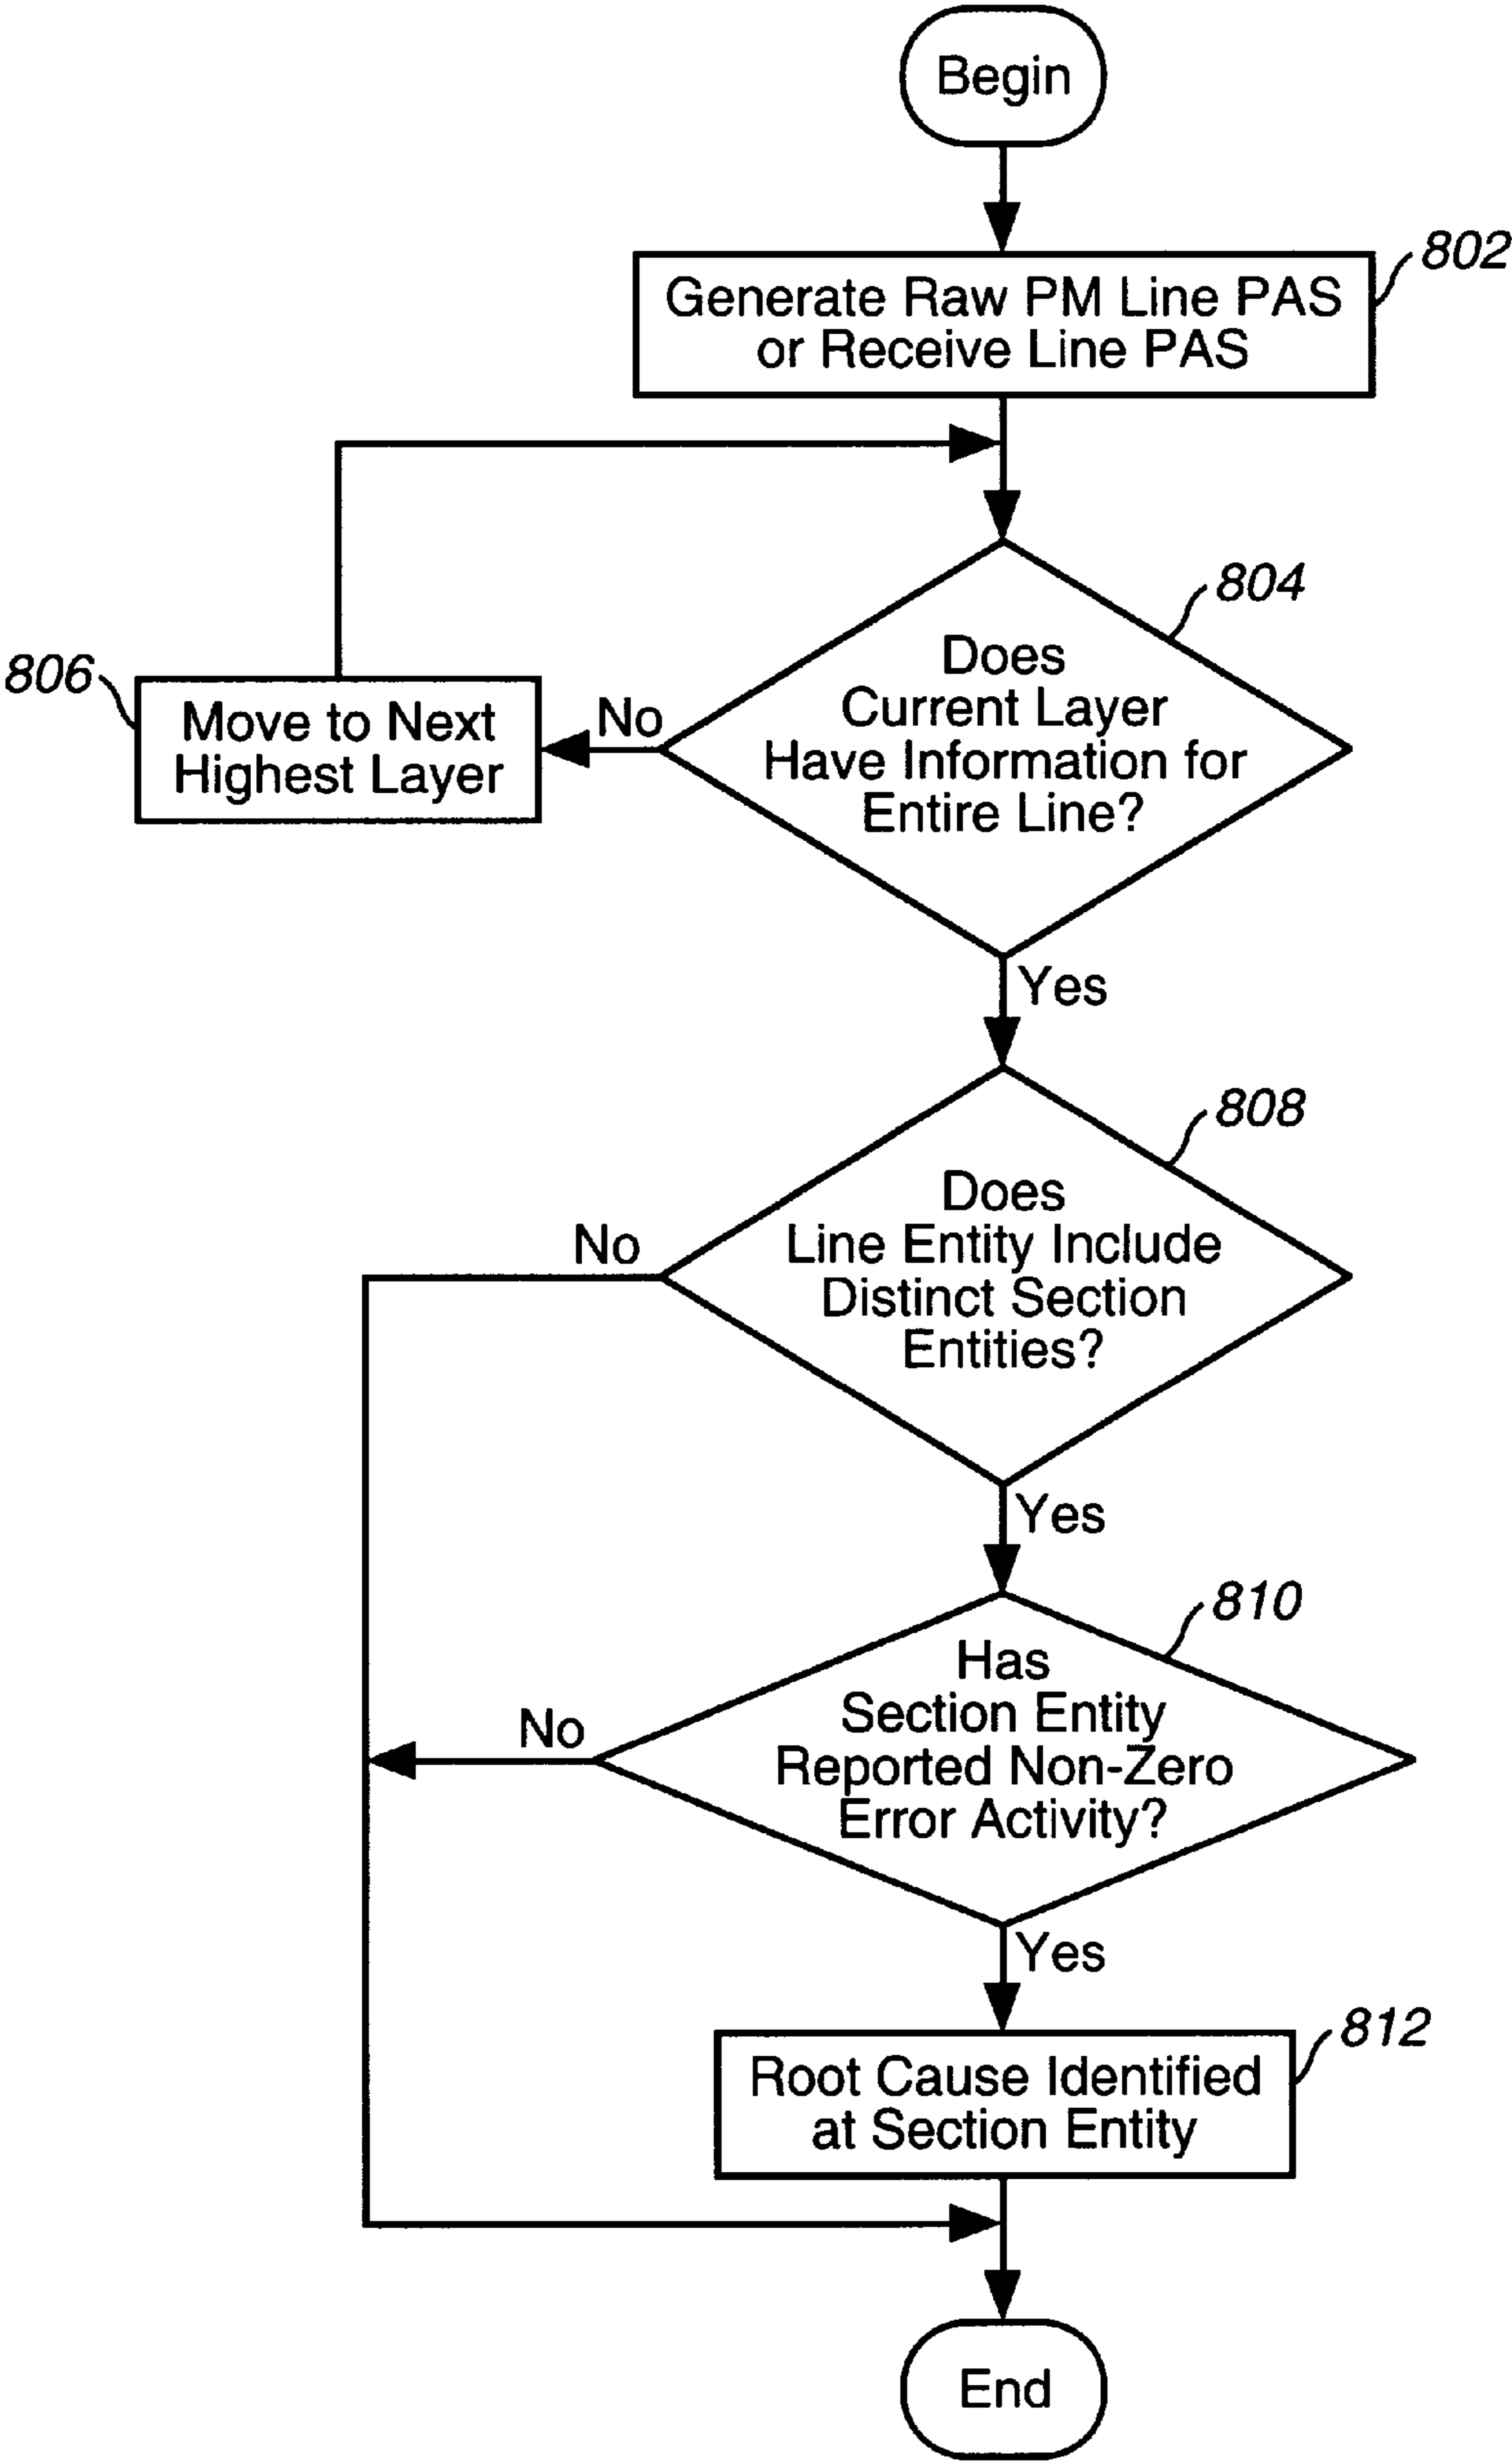 Begin
802
Generate Raw PM Line PAS
or Receive Line PAS
804
Does
Current Layer
Have Information for
Entire Line?
806
No
Move to Next
Highest Layer
Yes
808
Does
Line Entity Include
Distinct Section
Entities?
No
Yes
810
Has
Section Entity
Reported Non-Zero
Error Activity?
No
Yes
812
Root Cause Identified
at Section Entity
End